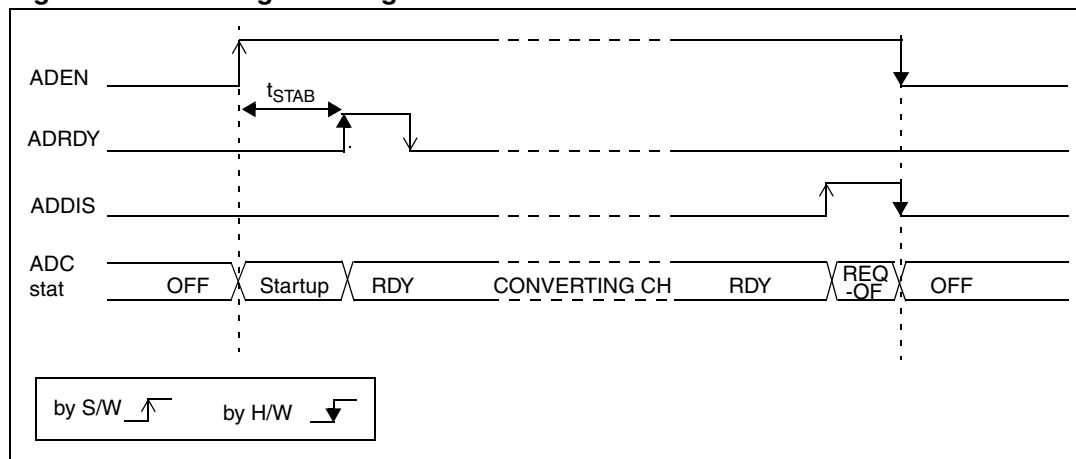 ADEN
tSTAB
ADRDY
ADDIS
ADC
stat
OFF
Startup
RDY
CONVERTING CH
RDY
REQ
-OF
OFF
by S/W
by H/W